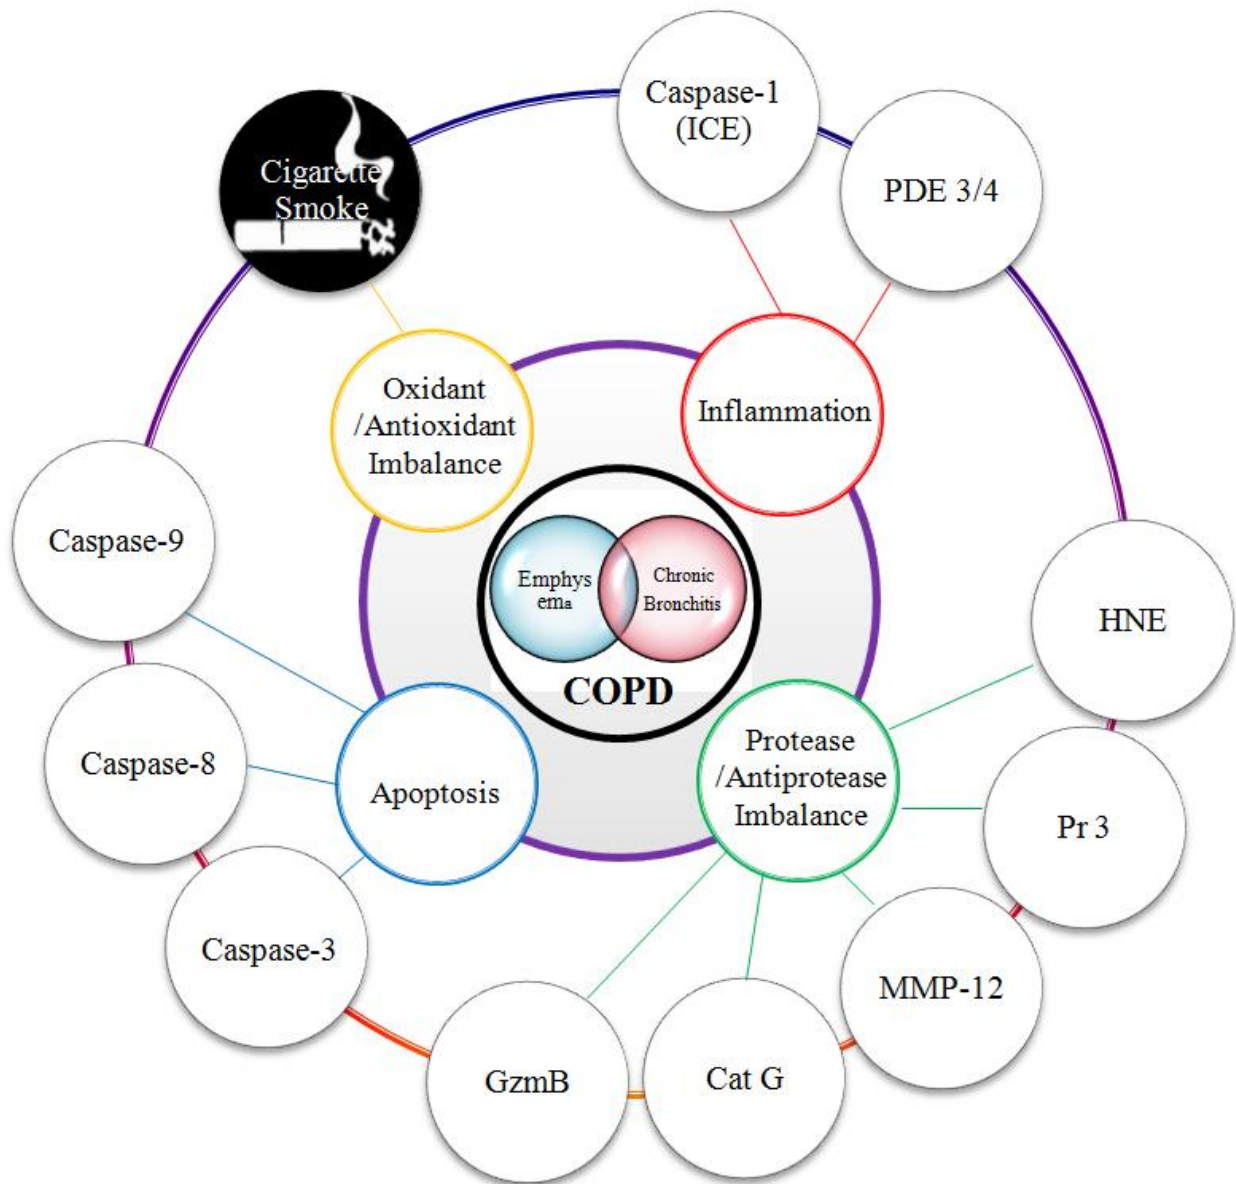 Caspase-1
(ICE)
Cigarette
Smoke
PDE 3/4
Oxidant
/Antioxidant
Imbalance
Inflammation
Caspase-9
Emphys
ema
Chronic
Bronchitis
HNE
COPD
Caspase-8
Apoptosis
Protease
/Antiprotease
Imbalance
Pr 3
Caspase-3
MMP-12
GzmB
Cat G